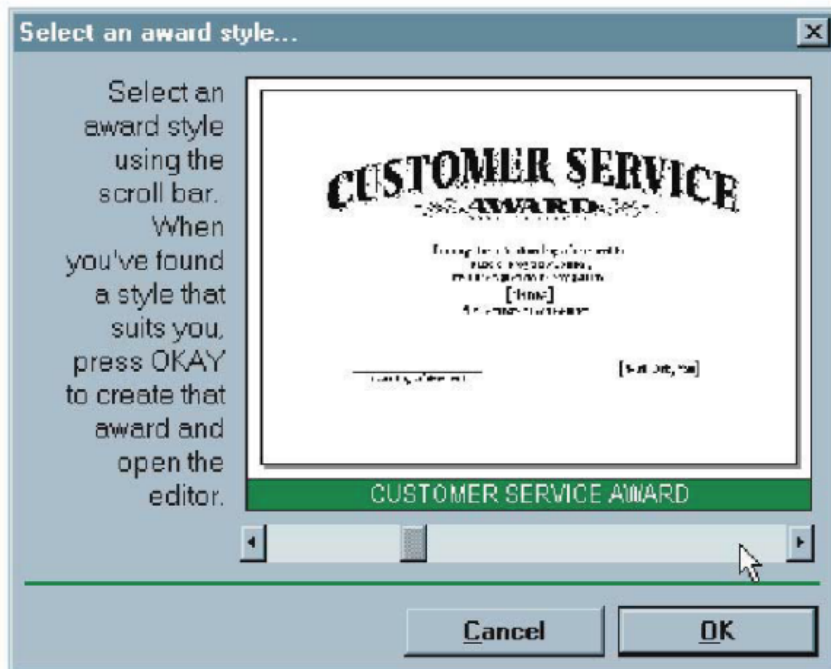 Select an award style...
Select an
award style
using the
scroll bar.
When
you've found
a style that
suits you,
press OKAY
to create that
award and
open the
editor.
CUSTOMER SERVICE
AWARD
CUSTOMER SERVICE AWARD
Cancel
OK